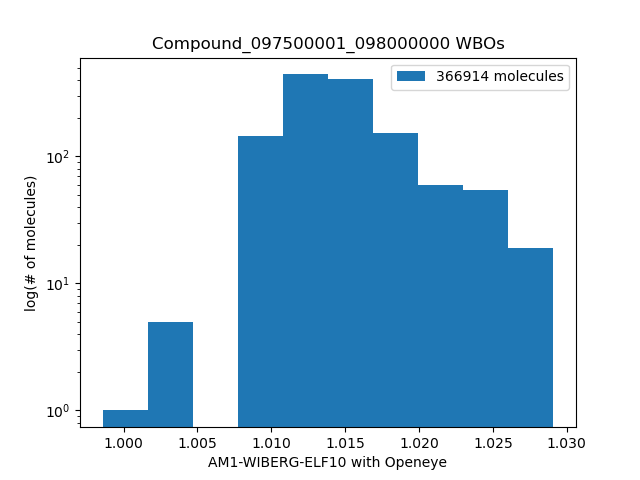 Compound_097500001_098000000 WBOs
366914 molecules
log(# of molecules)
10²
10¹
10⁰
1.000 1.005 1.010 1.015 1.020 1.025 1.030
AM1-WIBERG-ELF10 with Openeye